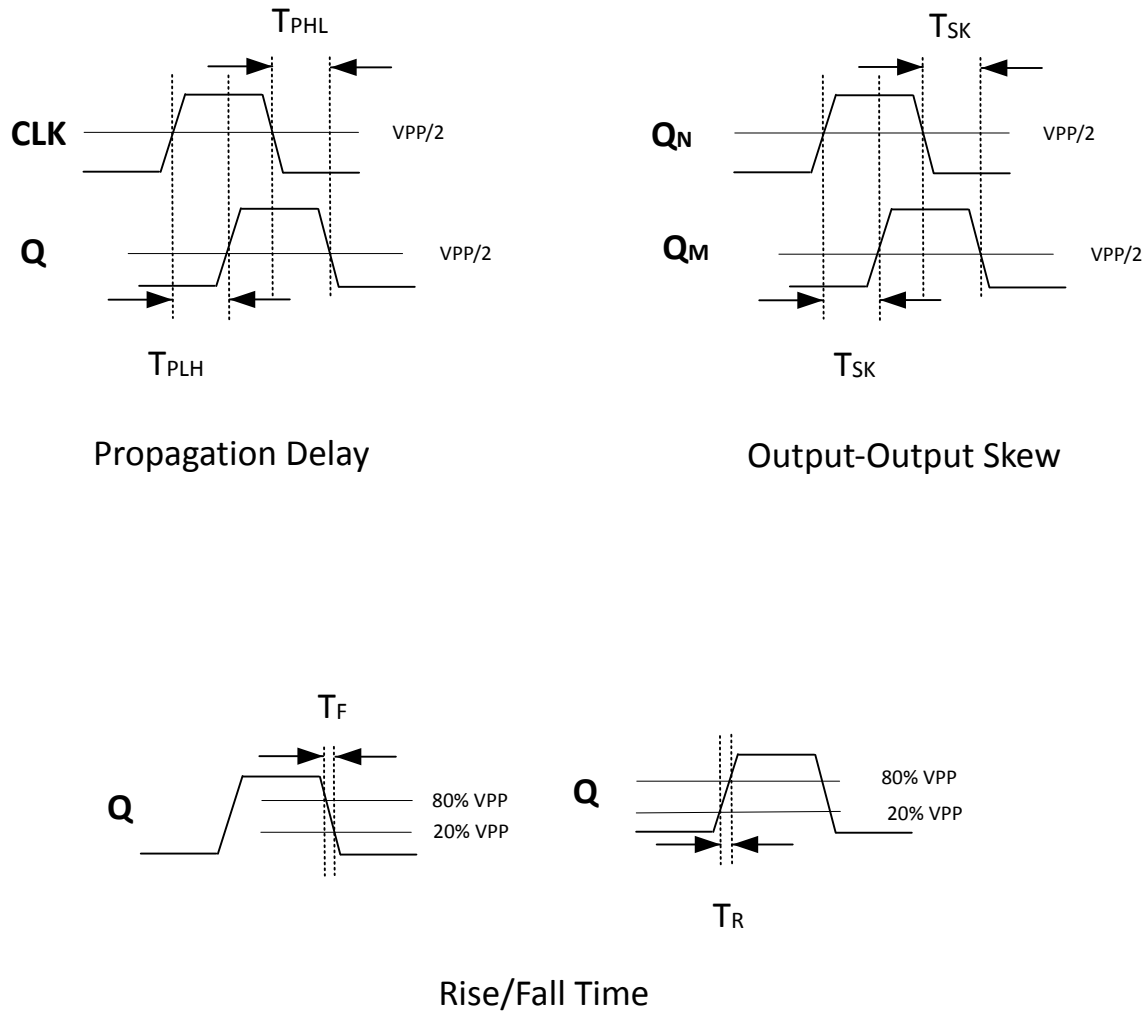 TPHL
CLK
VPP/2
Q
VPP/2
TPLH
Propagation Delay
TSK
QN
VPP/2
QM
VPP/2
TSK
Output-Output Skew
TF
Q
80% VPP
20% VPP
Q
80% VPP
20% VPP
TR
Rise/Fall Time